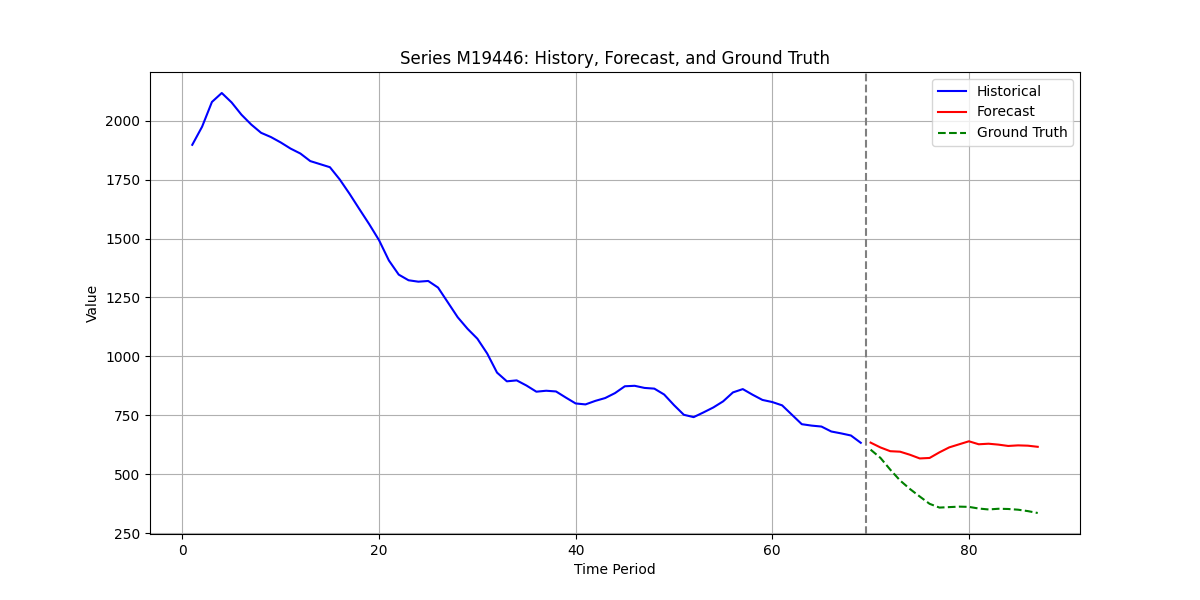 Series M19446: History, Forecast, and Ground Truth
Historical
Forecast
Ground Truth
Value
2000
1750
1500
1250
1000
750
500
250
0
20
40
60
80
Time Period